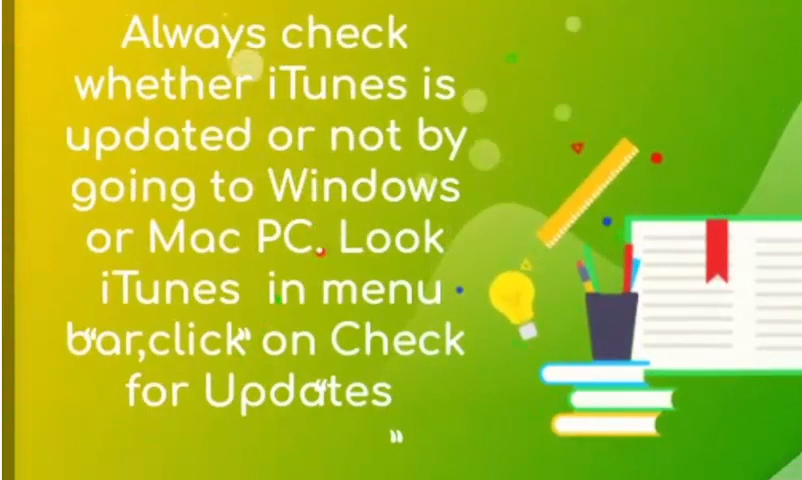 Always check
whether iTunes is
updated or not by
going to Windows
or Mac PC. Look
iTunes in menu
bar,click on Check
for Updates